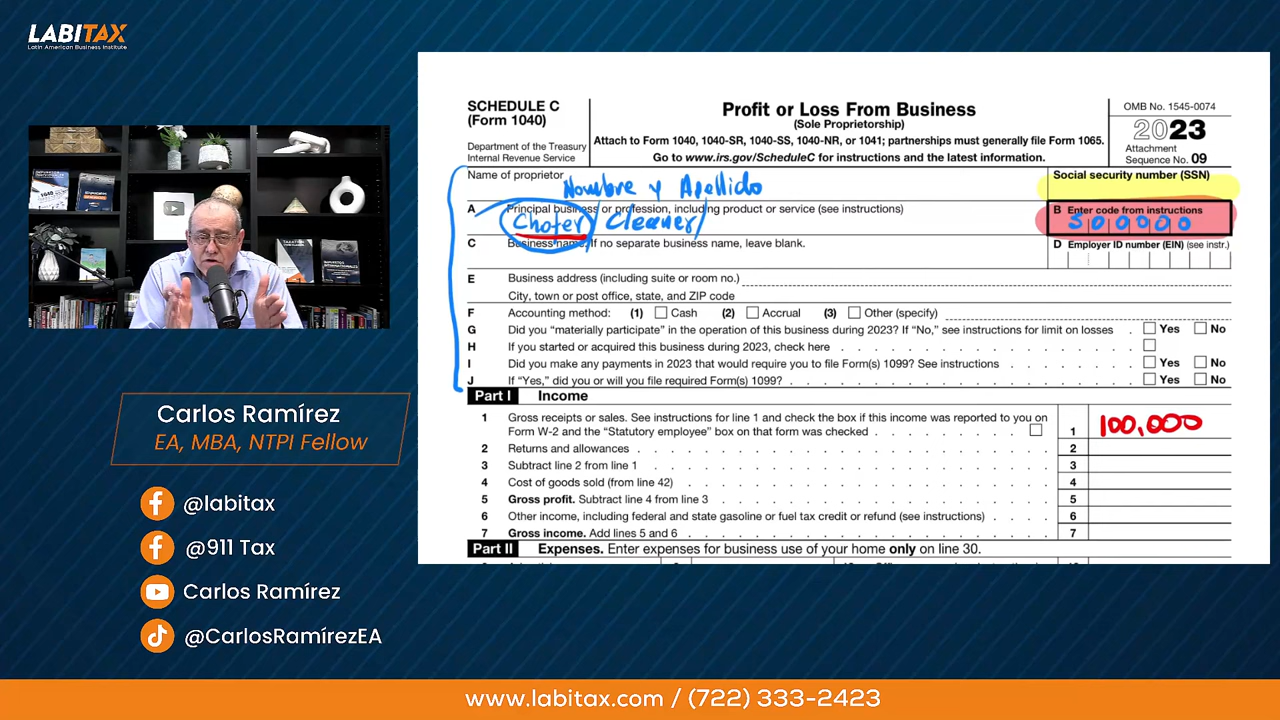 LABITAX
Latin American Business Institute
Carlos Ramírez
EA, MBA, NTPI Fellow
@labitax
@911 Tax
Carlos Ramírez
@CarlosRamírezEA
SCHEDULE C
(Form 1040)
Department of the Treasury
Internal Revenue Service
Profit or Loss From Business
(Sole Proprietorship)
Attach to Form 1040, 1040-SR, 1040-SS, 1040-NR, or 1041; partnerships must generally file Form 1065.
Go to www.irs.gov/ScheduleC for instructions and the latest information.
OMB No. 1545-0074
2023
Attachment
Sequence No. 09
Name of proprietor
Nombre y Apellido
Social security number (SSN)
A Principal business or profession, including product or service (see instructions)
Chofer / Cleaner /
B Enter code from instructions
500000
C Business name. If no separate business name, leave blank.
D Employer ID number (EIN) (see instr.)
E Business address (including suite or room no.)
City, town or post office, state, and ZIP code
F Accounting method: (1) Cash (2) Accrual (3) Other (specify)
G Did you “materially participate” in the operation of this business during 2023? If “No,” see instructions for limit on losses . Yes No
H If you started or acquired this business during 2023, check here
I Did you make any payments in 2023 that would require you to file Form(s) 1099? See instructions Yes No
J If “Yes,” did you or will you file required Form(s) 1099? Yes No
Part I Income
1 Gross receipts or sales. See instructions for line 1 and check the box if this income was reported to you on
Form W-2 and the “Statutory employee” box on that form was checked 1 100,000
2 Returns and allowances 2
3 Subtract line 2 from line 1 3
4 Cost of goods sold (from line 42) 4
5 Gross profit. Subtract line 4 from line 3 5
6 Other income, including federal and state gasoline or fuel tax credit or refund (see instructions) 6
7 Gross income. Add lines 5 and 6 7
Part II Expenses. Enter expenses for business use of your home only on line 30.
www.labitax.com / (722) 333-2423